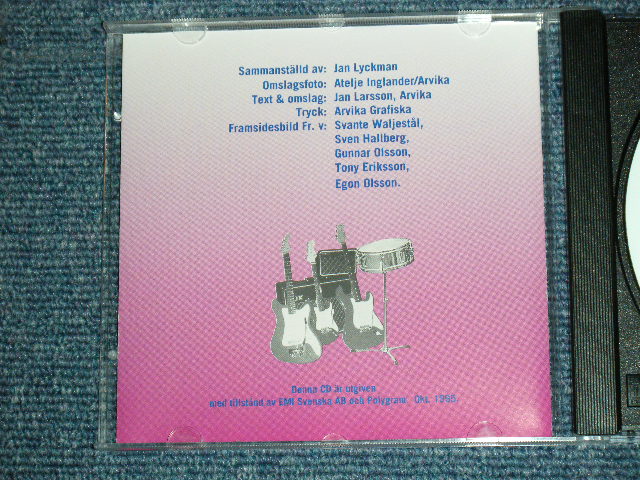 Sammanställd av: Jan Lyckman
Omslagsfoto: Atelje Inglander/Arvika
Text & omslag: Jan Larsson, Arvika
Tryck: Arvika Grafiska
Framsidesbild Fr. v: Svante Waljestål,
Sven Hallberg,
Gunnar Olsson,
Tony Eriksson,
Egon Olsson.
Denna CD är utgiven
med tillstånd av EMI Svenska AB och Polygram. Okt. 1995.